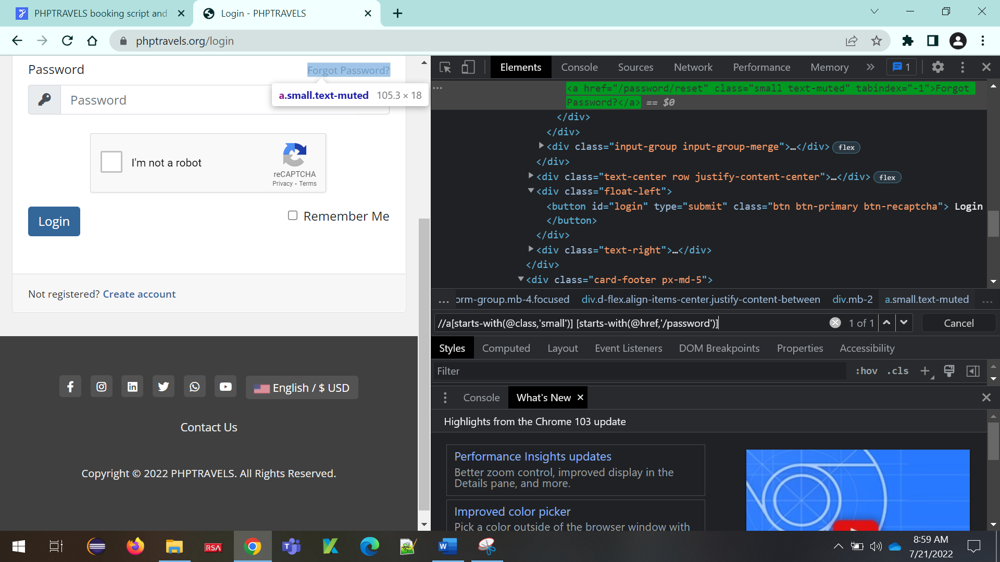 PHPTRAVELS booking script and
Login - PHPTRAVELS
phptravels.org/login
Password
Forgot Password?
a.small.text-muted 105.3 × 18
Password
I'm not a robot
reCAPTCHA
Privacy - Terms
Login
Remember Me
Not registered? Create account
English / $ USD
Contact Us
Copyright © 2022 PHPTRAVELS. All Rights Reserved.
Elements Console Sources Network Performance Memory » 1
<a href="/password/reset" class="small text-muted" tabindex="-1">Forgot
Password?</a> == $0
</div>
</div>
<div class="input-group input-group-merge">…</div> flex
</div>
<div class="text-center row justify-content-center">…</div> flex
<div class="float-left">
<button id="login" type="submit" class="btn btn-primary btn-recaptcha"> Login
</button>
</div>
<div class="text-right">…</div>
</div>
<div class="card-footer px-md-5">
... orm-group.mb-4.focused div.d-flex.align-items-center.justify-content-between div.mb-2 a.small.text-muted ...
//a[starts-with(@class,'small')] [starts-with(@href,'/password')] 1 of 1 Cancel
Styles Computed Layout Event Listeners DOM Breakpoints Properties Accessibility
Filter :hov .cls
Console What's New
Highlights from the Chrome 103 update
Performance Insights updates
Better zoom control, improved display in the
Details pane, and more.
Improved color picker
Pick a color outside of the browser window with
RSA
8:59 AM
7/21/2022